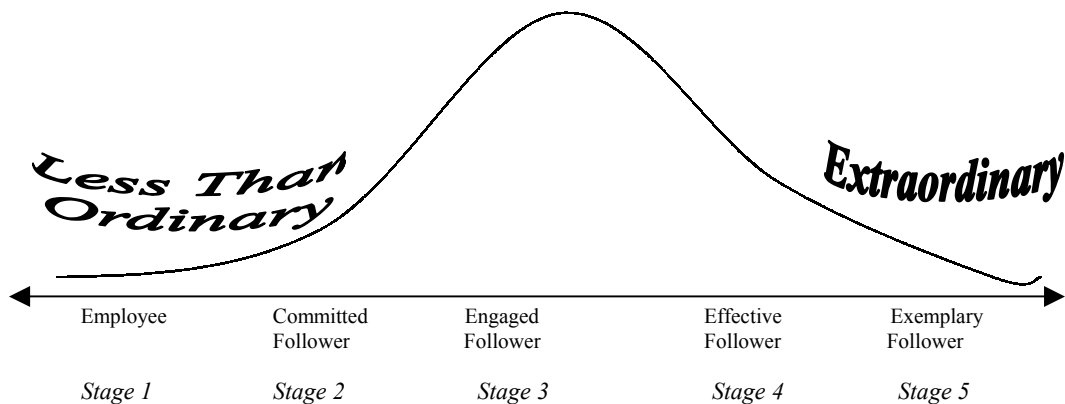 Less Than
Ordinary
Extraordinary
Employee
Committed
Follower
Engaged
Follower
Effective
Follower
Exemplary
Follower
Stage 1
Stage 2
Stage 3
Stage 4
Stage 5